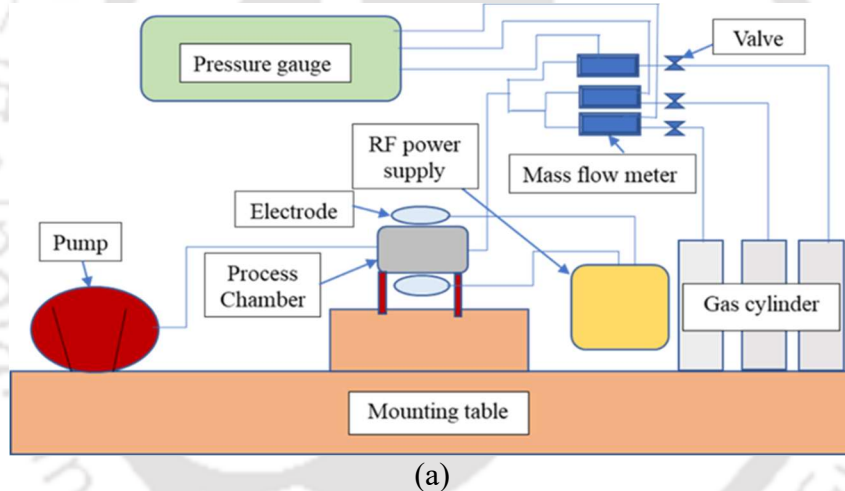 Pressure gauge
Valve
RF power
supply
Mass flow meter
Electrode
Pump
Process
Chamber
Gas cylinder
Mounting table
(a)